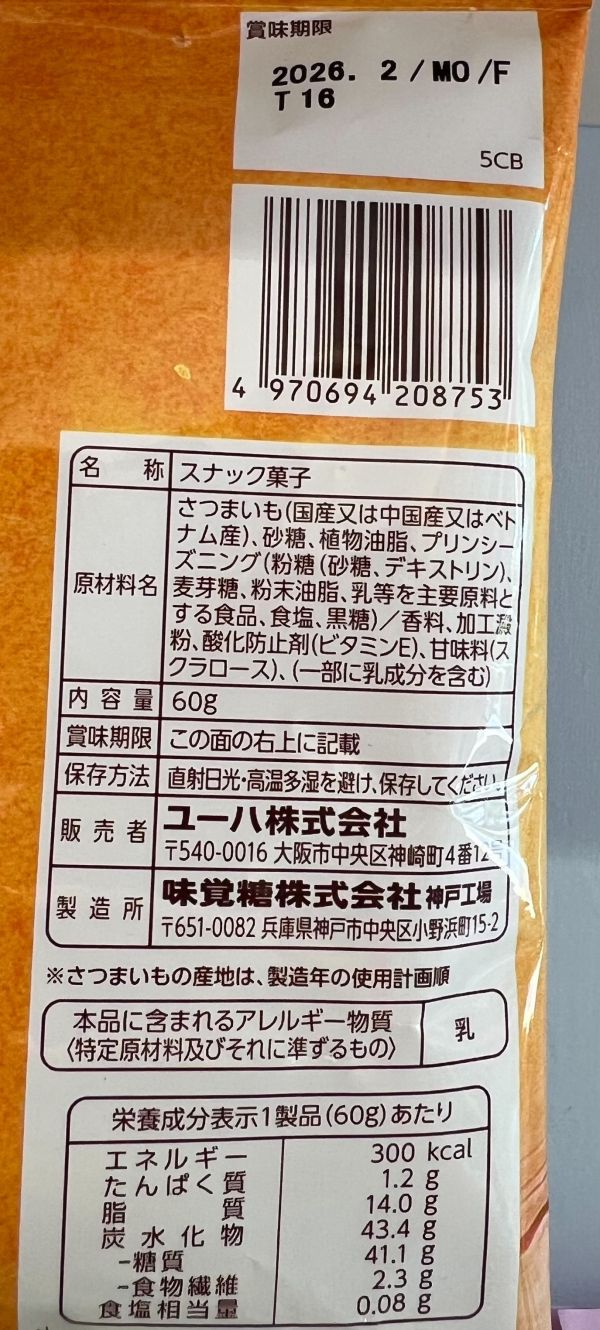 賞味期限
2026. 2/MO/F
T16
5CB
4 970694 208753
名 称 スナック菓子
原材料名 さつまいも(国産又は中国産又はベト
ナム産)、砂糖、植物油脂、プリンシー
ズニング(粉糖(砂糖、デキストリン)、
麦芽糖、粉末油脂、乳等を主要原料と
する食品、食塩、黒糖)/香料、加工澱
粉、酸化防止剤(ビタミンE)、甘味料(ス
クラロース)、(一部に乳成分を含む)
内容量 60g
賞味期限 この面の右上に記載
保存方法 直射日光・高温多湿を避け、保存してください。
販売者 ユーハ株式会社
〒540-0016 大阪市中央区神崎町4番12号
製造所 味覚糖株式会社 神戸工場
〒651-0082 兵庫県神戸市中央区小野浜町15-2
※さつまいもの産地は、製造年の使用計画順
本品に含まれるアレルギー物質
〈特定原材料及びそれに準ずるもの〉
乳
栄養成分表示1製品(60g)あたり
エネルギー 300 kcal
たんぱく質 1.2 g
脂質 14.0 g
炭水化物 43.4 g
-糖質 41.1 g
-食物繊維 2.3 g
食塩相当量 0.08 g